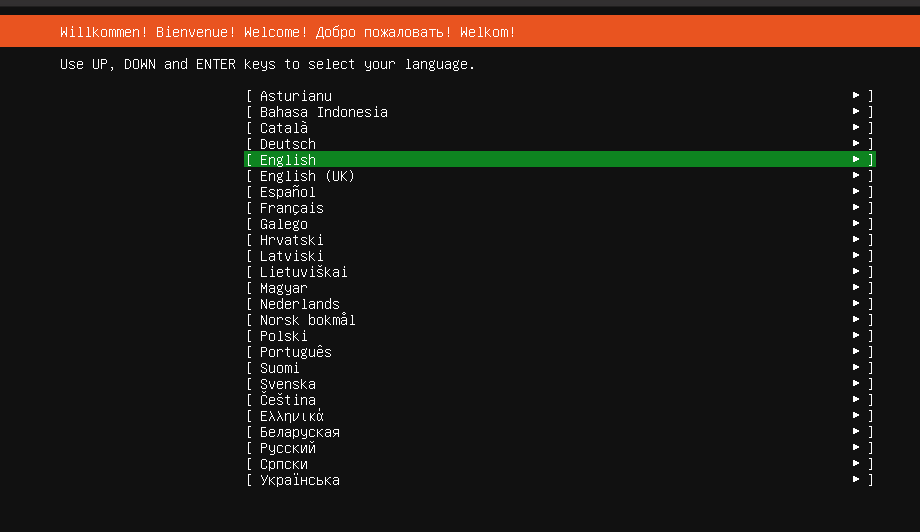 Willkommen! Bienvenue! Welcome! Добро пожаловать! Welkom!
Use UP, DOWN and ENTER keys to select your language.
[ Asturianu ► ]
[ Bahasa Indonesia ► ]
[ Català ► ]
[ Deutsch ► ]
[ English ► ]
[ English (UK) ► ]
[ Español ► ]
[ Français ► ]
[ Galego ► ]
[ Hrvatski ► ]
[ Latviski ► ]
[ Lietuviškai ► ]
[ Magyar ► ]
[ Nederlands ► ]
[ Norsk bokmål ► ]
[ Polski ► ]
[ Português ► ]
[ Suomi ► ]
[ Svenska ► ]
[ Čeština ► ]
[ Ελληνικά ► ]
[ Беларуская ► ]
[ Русский ► ]
[ Српски ► ]
[ Українська ► ]